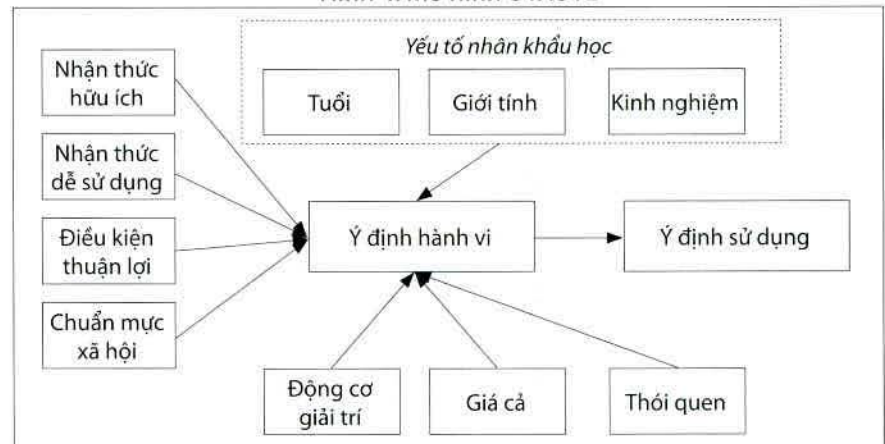 Yếu tố nhân khẩu học
Nhận thức
hữu ích
Tuổi
Giới tính
Kinh nghiệm
Nhận thức
dễ sử dụng
Ý định hành vi
Ý định sử dụng
Điều kiện
thuận lợi
Chuẩn mực
xã hội
Động cơ
giải trí
Giá cả
Thói quen